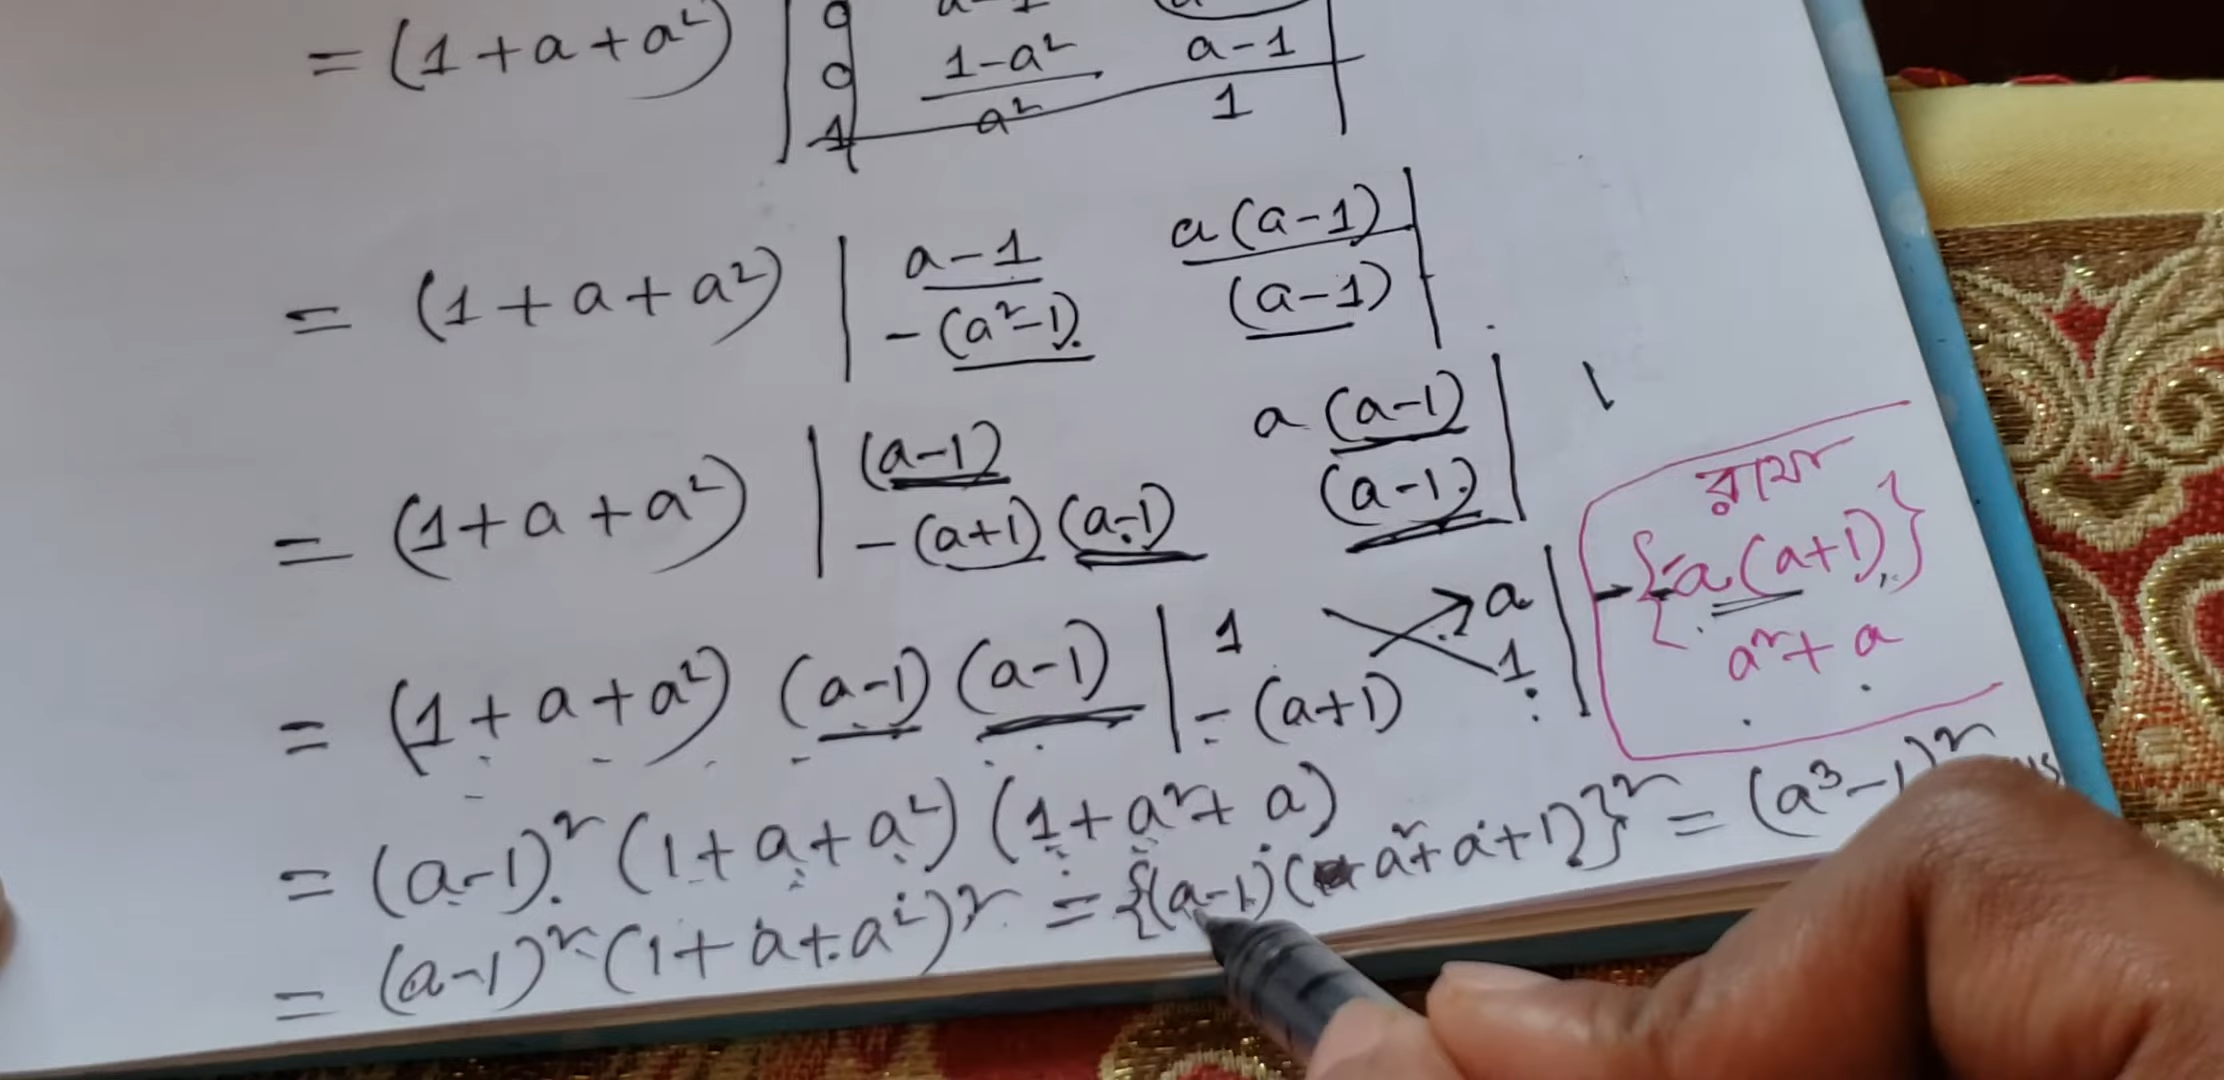 = (1+a+a²) | 0
0 1-a² a-1
1 a² 1 |
= (1+a+a²) | a-1 a(a-1)
-(a²-1) (a-1) |
= (1+a+a²) | (a-1) a(a-1)
-(a+1)(a-1) (a-1) |
= (1+a+a²) (a-1) (a-1) | 1 a
-(a+1) 1 |
{-a(a+1)}
a²+a
= (a-1)² (1+a+a²) (1+a²+a)
= (a-1)² (1+a+a²)² = {(a-1)(a²+a+1)}² = (a³-1)²